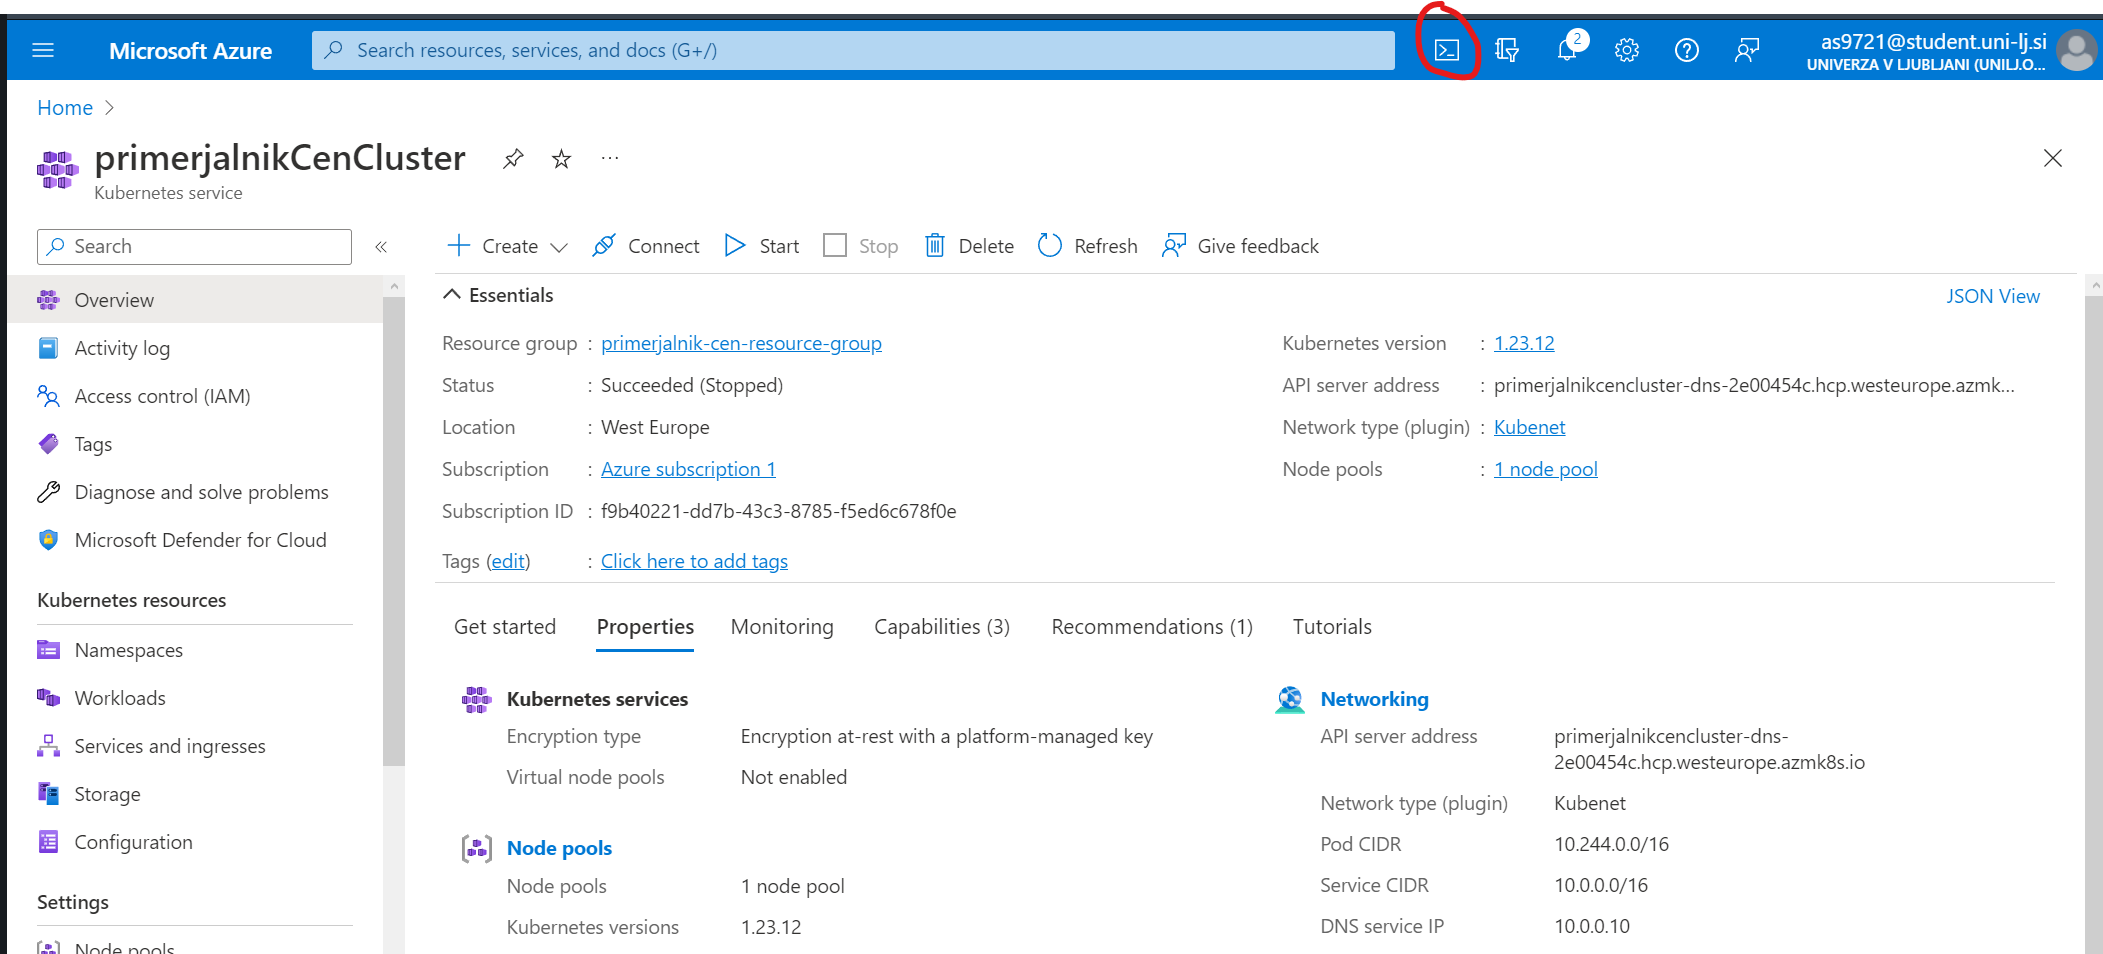 Microsoft Azure
Search resources, services, and docs (G+/)
2
as9721@student.uni-lj.si
UNIVERZA V LJUBLJANI (UNILJ.O...
Home
primerjalnikCenCluster
...
Kubernetes service
Search
«
Create
Connect
Start
Stop
Delete
Refresh
Give feedback
Overview
Activity log
Access control (IAM)
Tags
Diagnose and solve problems
Microsoft Defender for Cloud
Kubernetes resources
Namespaces
Workloads
Services and ingresses
Storage
Configuration
Settings
Node pools
Essentials
JSON View
Resource group : primerjalnik-cen-resource-group
Status : Succeeded (Stopped)
Location : West Europe
Subscription : Azure subscription 1
Subscription ID : f9b40221-dd7b-43c3-8785-f5ed6c678f0e
Tags (edit) : Click here to add tags
Kubernetes version : 1.23.12
API server address : primerjalnikcencluster-dns-2e00454c.hcp.westeurope.azmk...
Network type (plugin) : Kubenet
Node pools : 1 node pool
Get started
Properties
Monitoring
Capabilities (3)
Recommendations (1)
Tutorials
Kubernetes services
Encryption type Encryption at-rest with a platform-managed key
Virtual node pools Not enabled
Node pools
Node pools 1 node pool
Kubernetes versions 1.23.12
Networking
API server address primerjalnikcencluster-dns-
2e00454c.hcp.westeurope.azmk8s.io
Network type (plugin) Kubenet
Pod CIDR 10.244.0.0/16
Service CIDR 10.0.0.0/16
DNS service IP 10.0.0.10